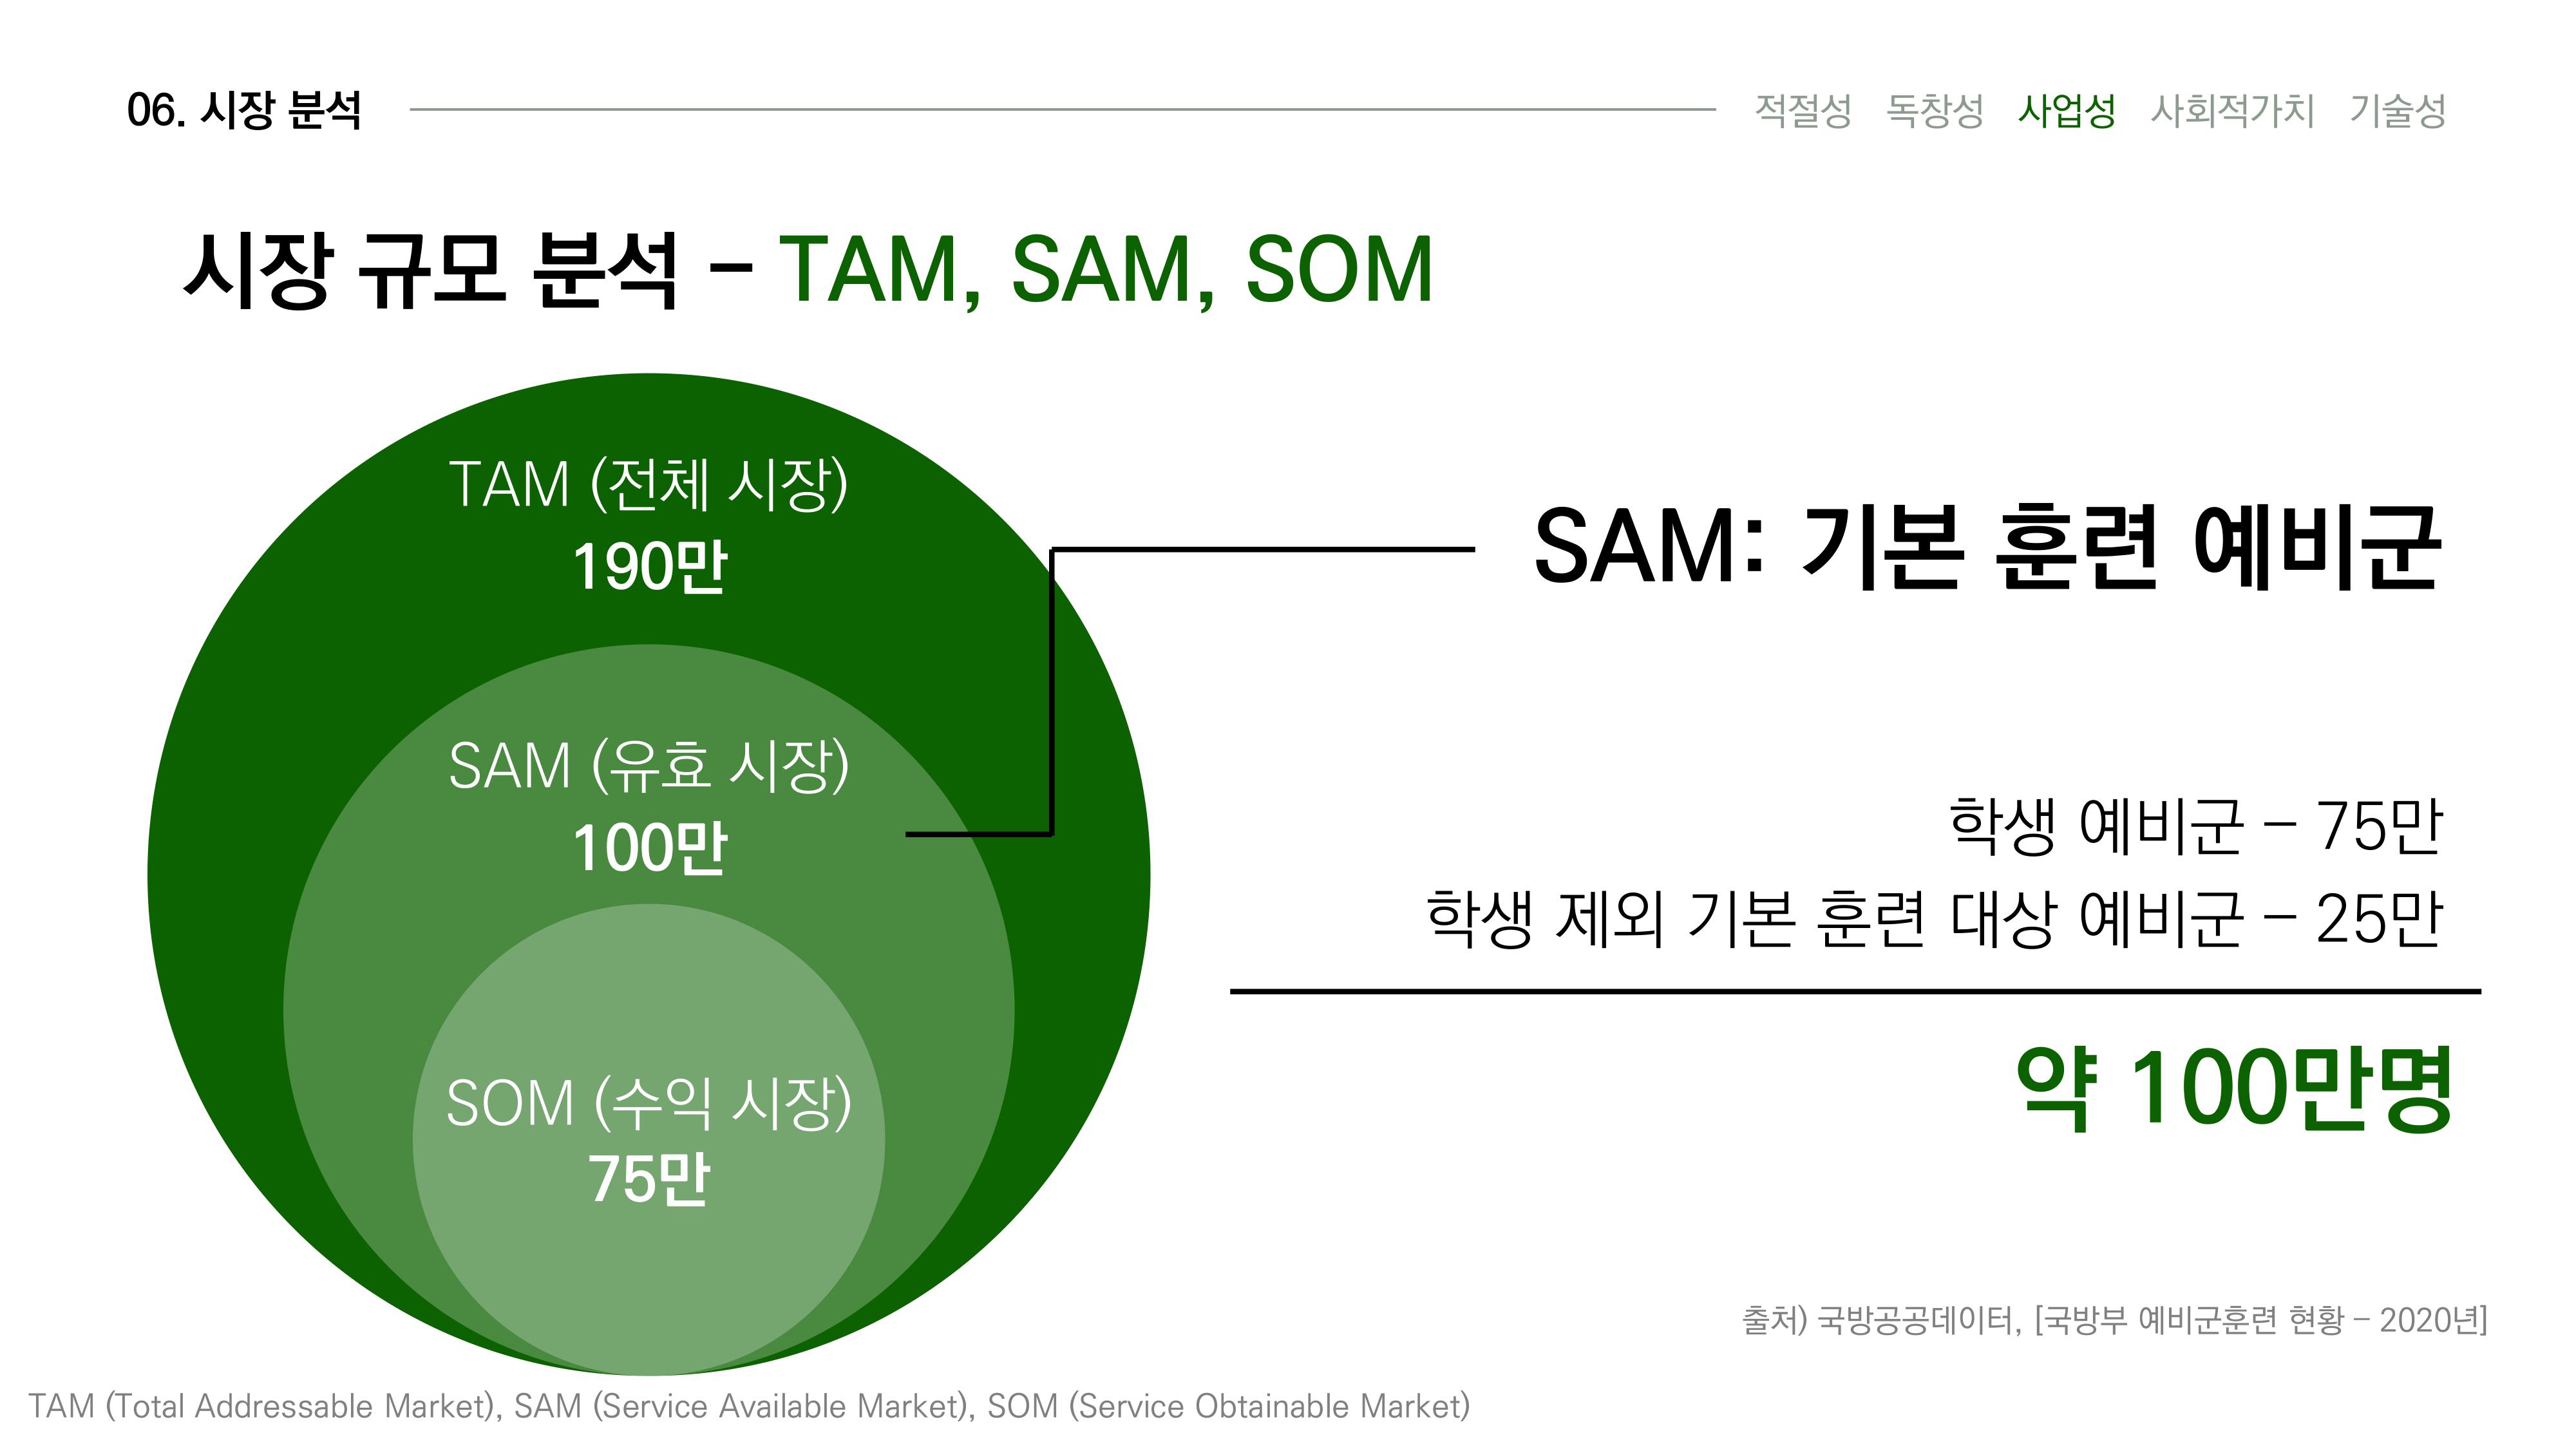 06. 시장 분석
적절성 독창성 사업성 사회적가치 기술성
시장 규모 분석 – TAM, SAM, SOM
TAM (전체 시장)
190만
SAM (유효 시장)
100만
SOM (수익 시장)
75만
SAM: 기본 훈련 예비군
학생 예비군 – 75만
학생 제외 기본 훈련 대상 예비군 – 25만
약 100만명
출처) 국방공공데이터, [국방부 예비군훈련 현황 – 2020년]
TAM (Total Addressable Market), SAM (Service Available Market), SOM (Service Obtainable Market)